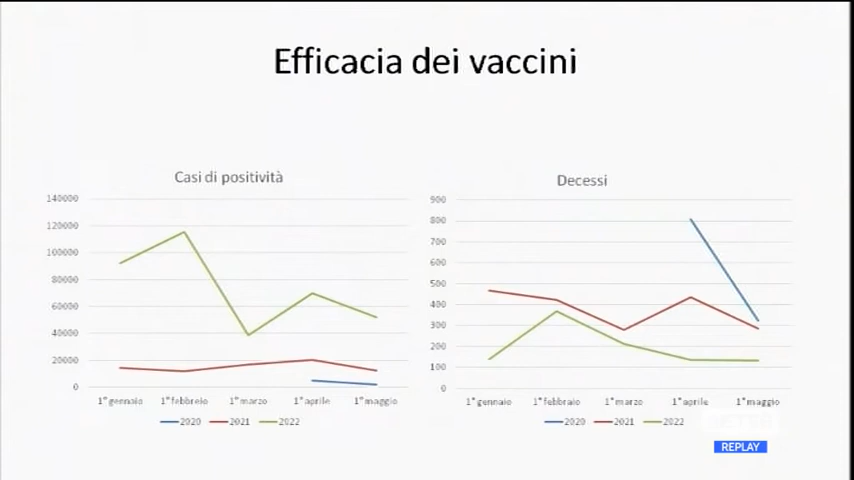 Efficacia dei vaccini
Casi di positività
140000
120000
100000
80000
60000
40000
20000
0
1°gennaio 1°febbreio 1°marzo 1°aprile 1°maggio
2020 2021 2022
Decessi
900
800
700
600
500
400
300
200
100
0
1°gennaio 1°febbraio 1°marzo 1°aprile 1°maggio
2020 2021 2022
REPLAY